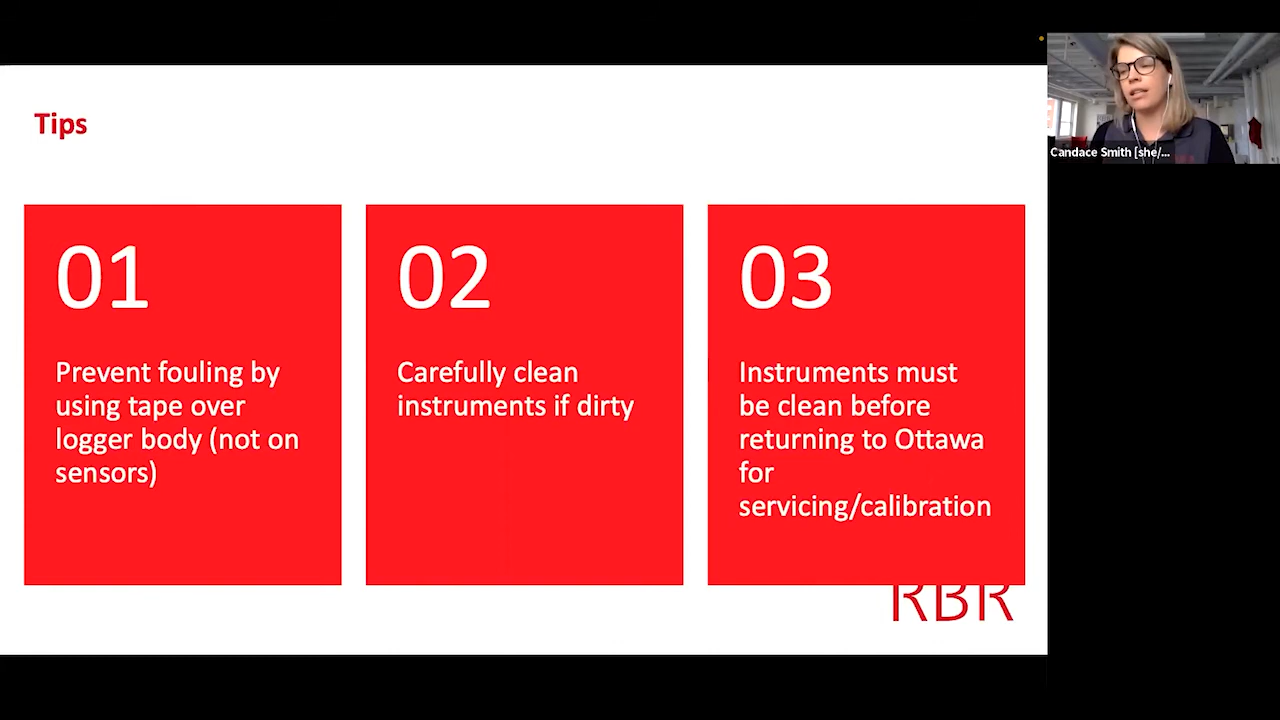 Tips
01
Prevent fouling by
using tape over
logger body (not on
sensors)
02
Carefully clean
instruments if dirty
03
Instruments must
be clean before
returning to Ottawa
for
servicing/calibration
RBR
Candace Smith [she/...